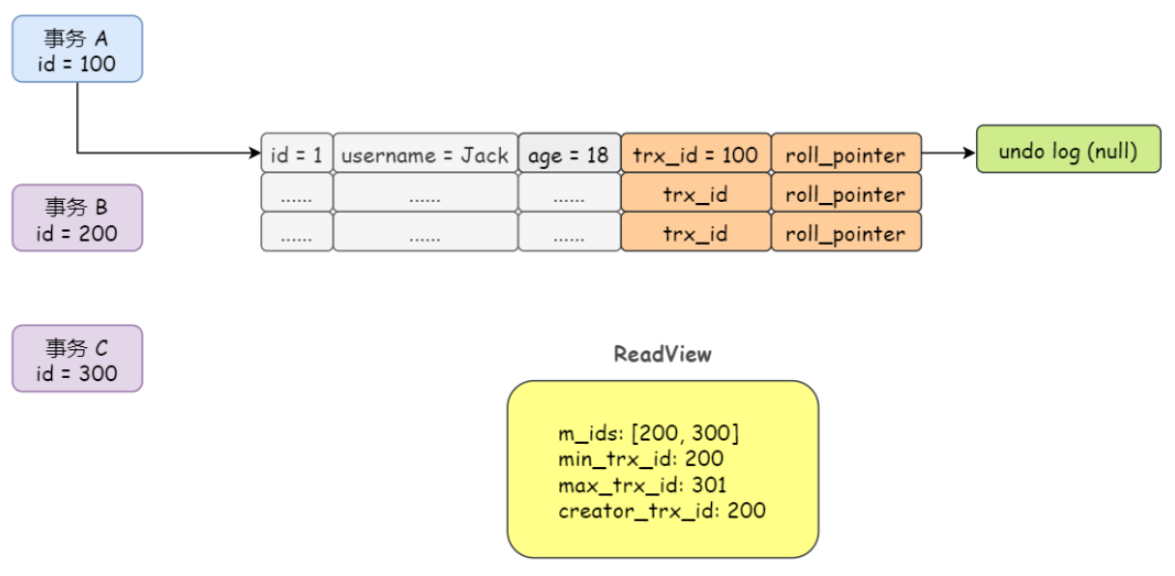 事务 A
id = 100
id = 1 username = Jack age = 18 trx_id = 100 roll_pointer
undo log (null)
...... ...... ...... trx_id roll_pointer
...... ...... ...... trx_id roll_pointer
事务 B
id = 200
事务 C
id = 300
ReadView
m_ids: [200, 300]
min_trx_id: 200
max_trx_id: 301
creator_trx_id: 200